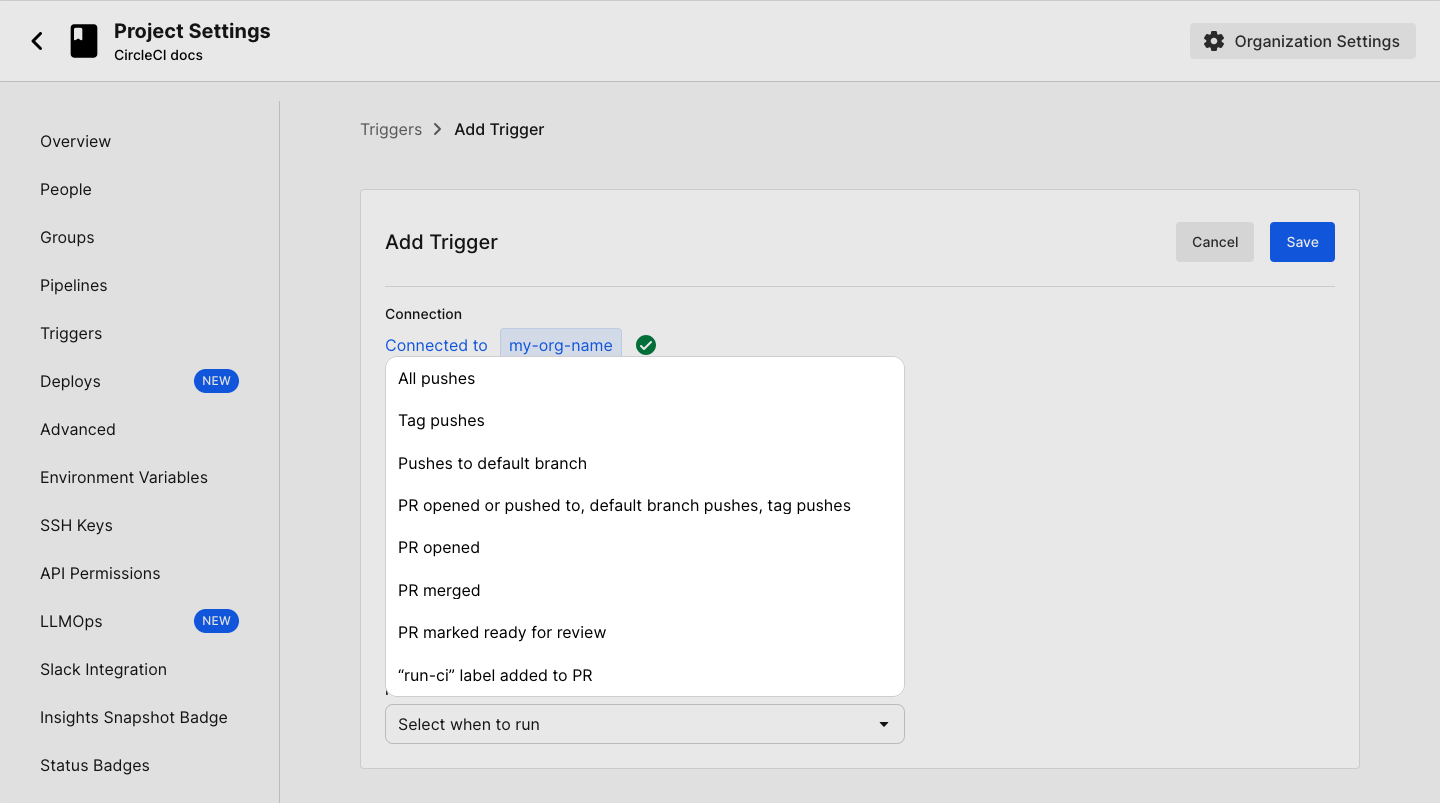 Project Settings
CircleCI docs
Organization Settings
Overview
People
Groups
Pipelines
Triggers
Deploys NEW
Advanced
Environment Variables
SSH Keys
API Permissions
LLMOps NEW
Slack Integration
Insights Snapshot Badge
Status Badges
Triggers > Add Trigger
Add Trigger
Cancel
Save
Connection
Connected to my-org-name
All pushes
Tag pushes
Pushes to default branch
PR opened or pushed to, default branch pushes, tag pushes
PR opened
PR merged
PR marked ready for review
“run-ci” label added to PR
Select when to run